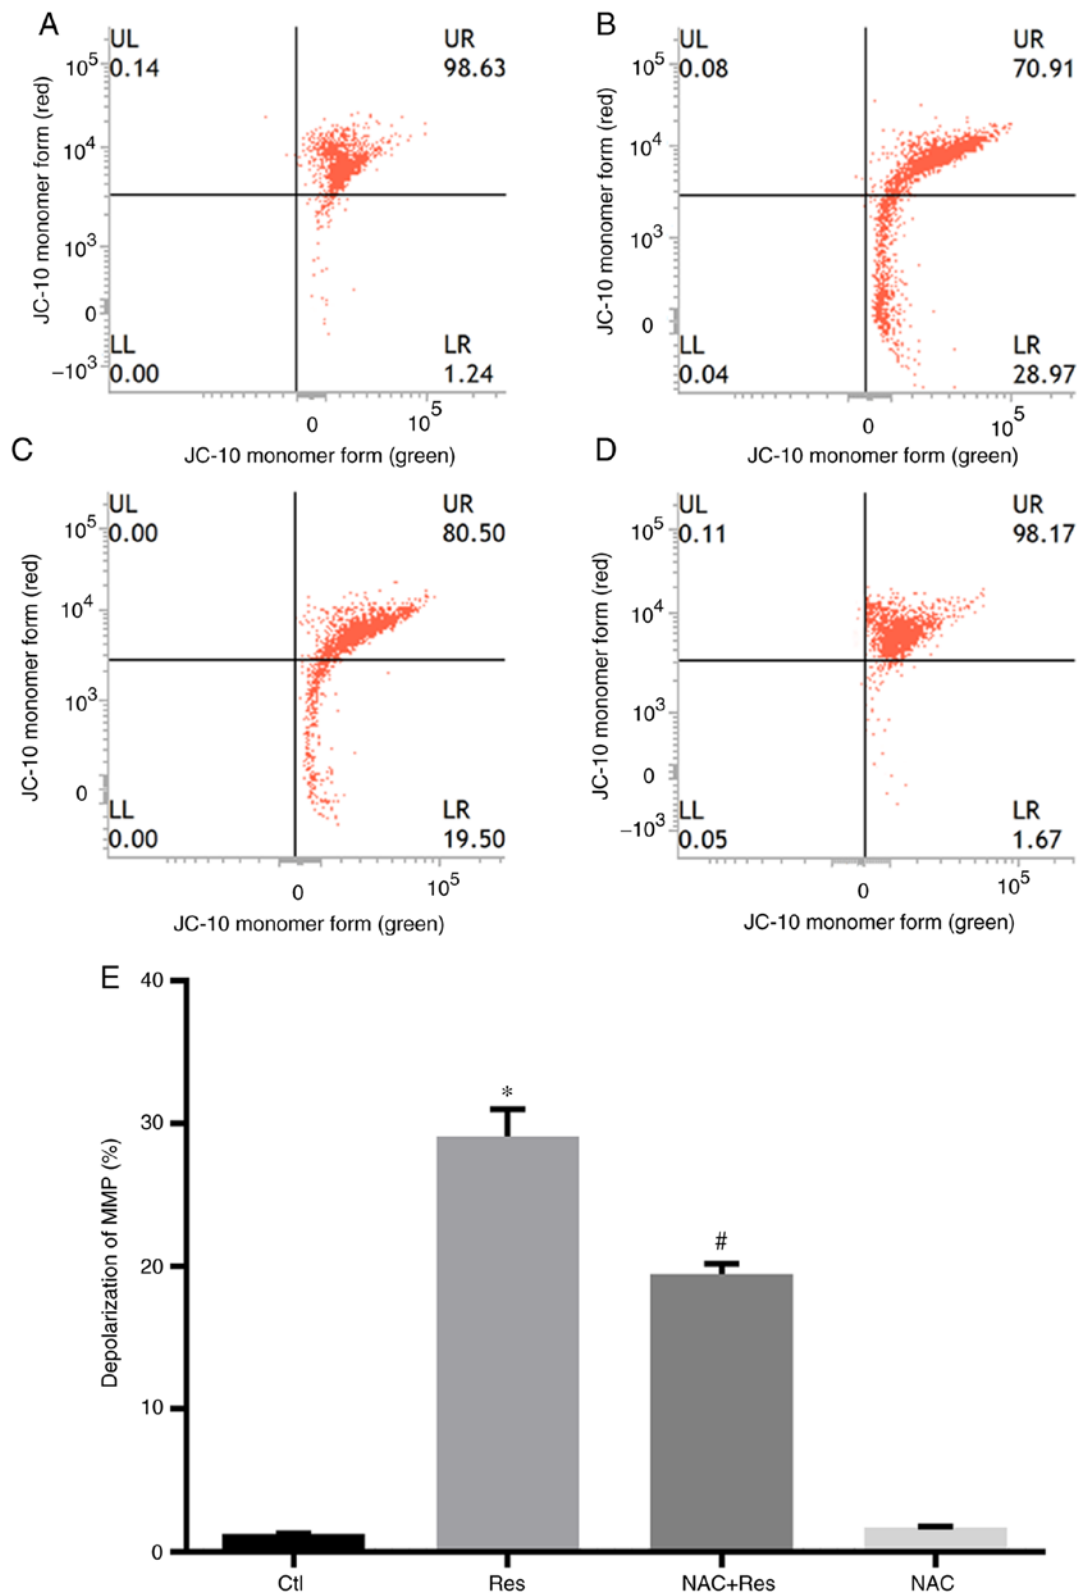 A
UL
0.14
UR
98.63
10^5
10^4
10^3
0
−10^3
JC-10 monomer form (red)
LL
0.00
LR
1.24
0
10^5
JC-10 monomer form (green)
B
UL
0.08
UR
70.91
10^5
10^4
10^3
0
JC-10 monomer form (red)
LL
0.04
LR
28.97
0
10^5
JC-10 monomer form (green)
C
UL
0.00
UR
80.50
10^5
10^4
10^3
0
JC-10 monomer form (red)
LL
0.00
LR
19.50
0
10^5
JC-10 monomer form (green)
D
UL
0.11
UR
98.17
10^5
10^4
10^3
0
−10^3
JC-10 monomer form (red)
LL
0.05
LR
1.67
0
10^5
JC-10 monomer form (green)
E
40
30
20
10
0
Depolarization of MMP (%)
*
#
Ctl
Res
NAC+Res
NAC